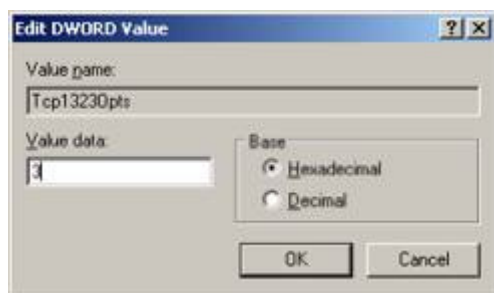 Edit DWORD Value
Value name:
Tcp1323Opts
Value data:
3
Base
Hexadecimal
Decimal
OK
Cancel